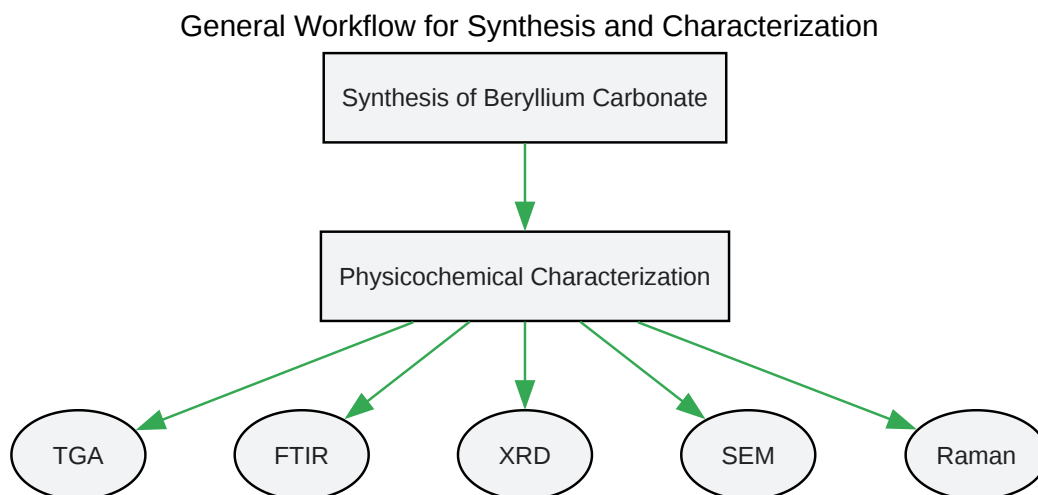 General Workflow for Synthesis and Characterization
Synthesis of Beryllium Carbonate
Physicochemical Characterization
TGA
FTIR
XRD
SEM
Raman